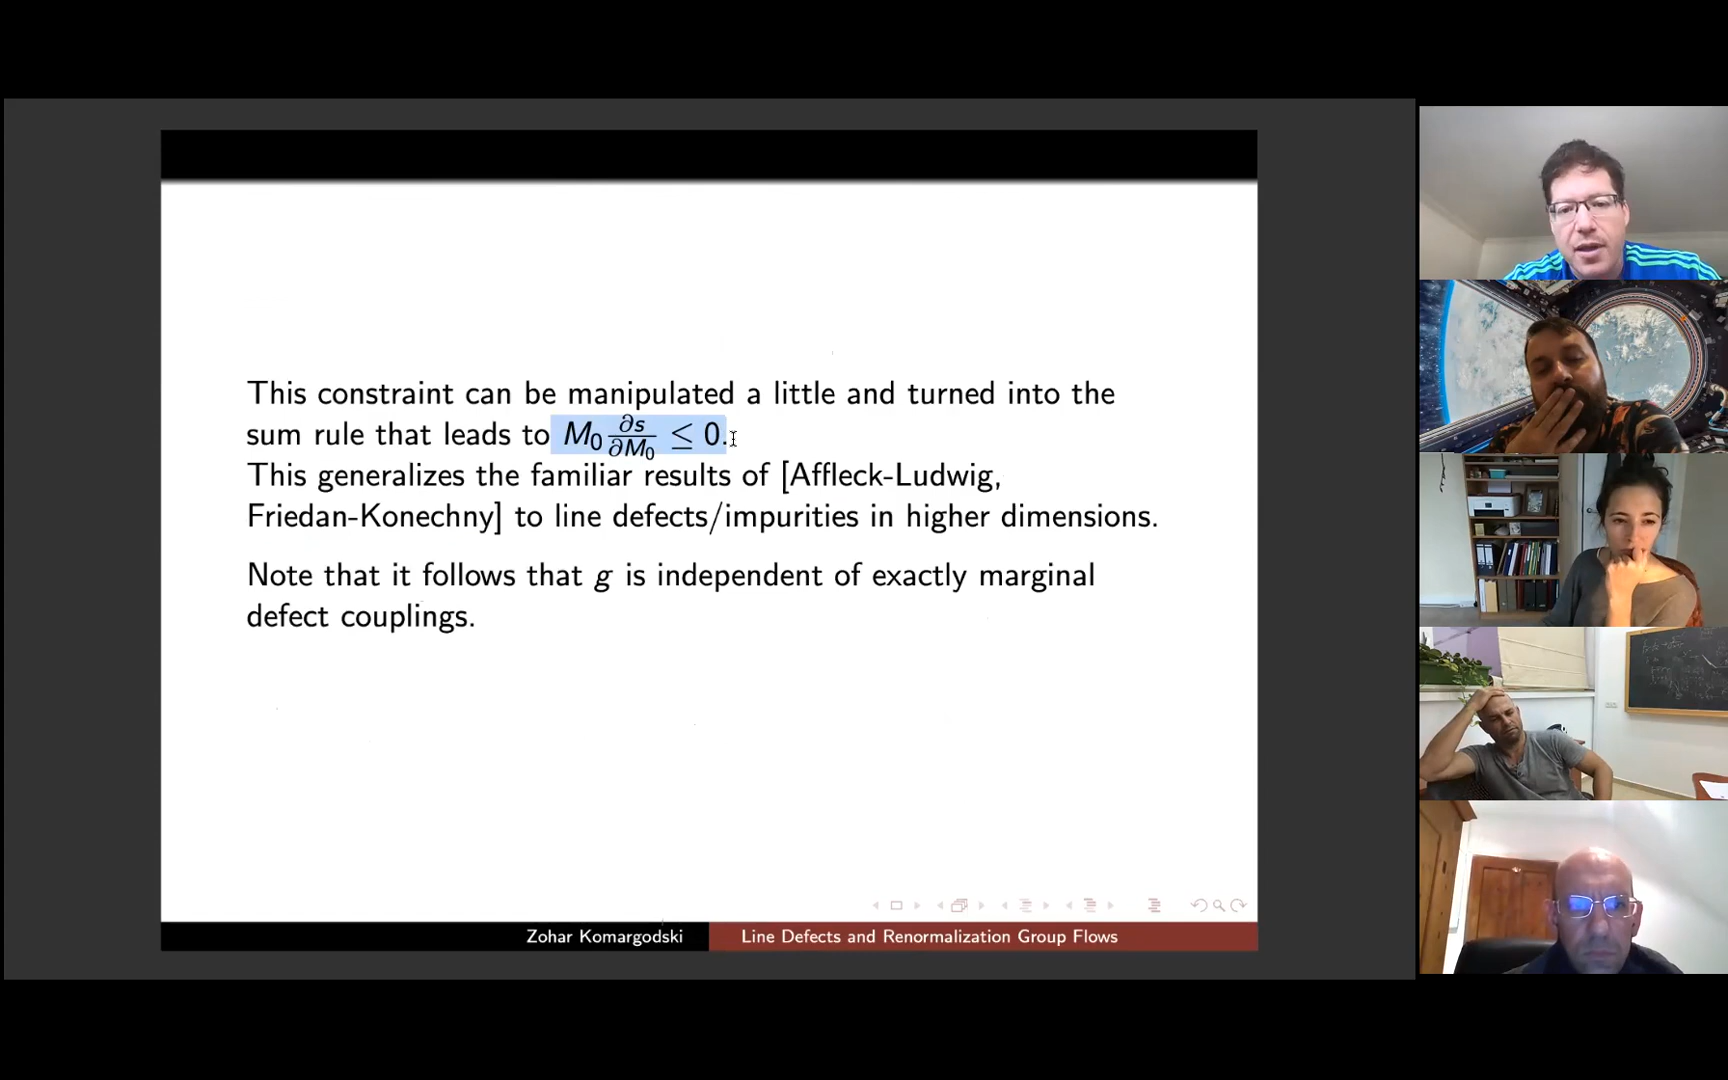 This constraint can be manipulated a little and turned into the
sum rule that leads to M₀ ∂s/∂M₀ ≤ 0.
This generalizes the familiar results of [Affleck-Ludwig,
Friedan-Konechny] to line defects/impurities in higher dimensions.
Note that it follows that g is independent of exactly marginal
defect couplings.
Zohar Komargodski
Line Defects and Renormalization Group Flows